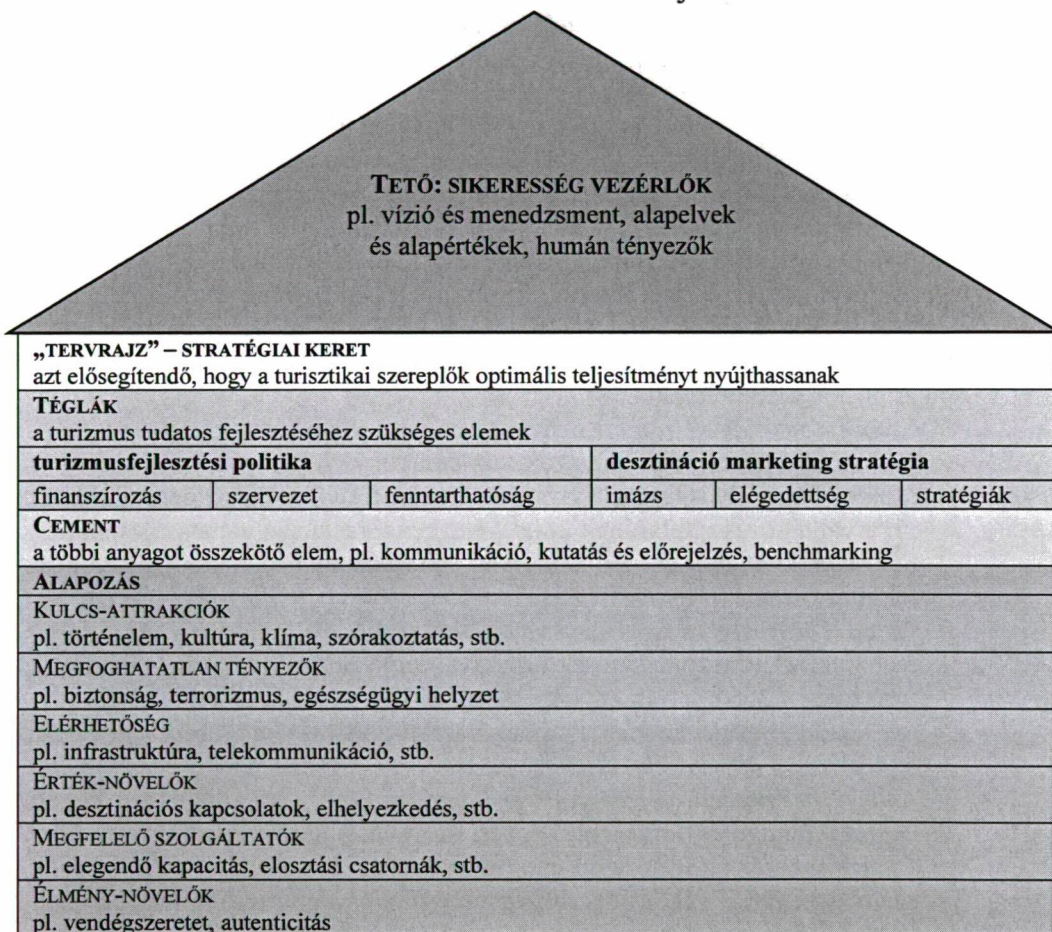 TETŐ: SIKERESSÉG VEZÉRLŐK
pl. vízió és menedzsment, alapelvek
és alapértékek, humán tényezők
„TERVRAJZ” – STRATÉGIAI KERET
azt elősegítendő, hogy a turisztikai szereplők optimális teljesítményt nyújthassanak
TÉGLÁK
a turizmus tudatos fejlesztéséhez szükséges elemek
turizmusfejlesztési politika desztináció marketing stratégia
finanszírozás szervezet fenntarthatóság imázs elégedettség stratégiák
CEMENT
a többi anyagot összekötő elem, pl. kommunikáció, kutatás és előrejelzés, benchmarking
ALAPOZÁS
KULCS-ATTRAKCIÓK
pl. történelem, kultúra, klíma, szórakoztatás, stb.
MEGFOGHATATLAN TÉNYEZŐK
pl. biztonság, terrorizmus, egészségügyi helyzet
ELÉRHETŐSÉG
pl. infrastruktúra, telekommunikáció, stb.
ÉRTÉK-NÖVELŐK
pl. desztinációs kapcsolatok, elhelyezkedés, stb.
MEGFELELŐ SZOLGÁLTATÓK
pl. elegendő kapacitás, elosztási csatornák, stb.
ÉLMÉNY-NÖVELŐK
pl. vendégszeretet, autenticitás